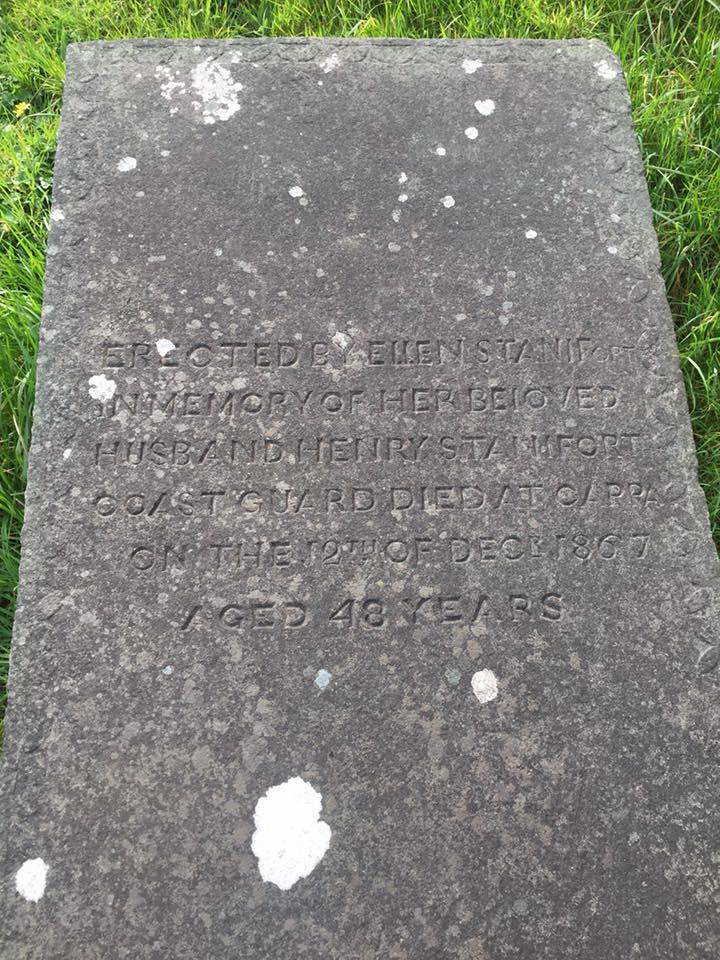 ERECTED BY ELLEN STANIFORT
IN MEMORY OF HER BELOVED
HUSBAND HENRY STANIFORT
COAST GUARD DIED AT CAPPA
ON THE 12TH OF DECR 1867
AGED 48 YEARS